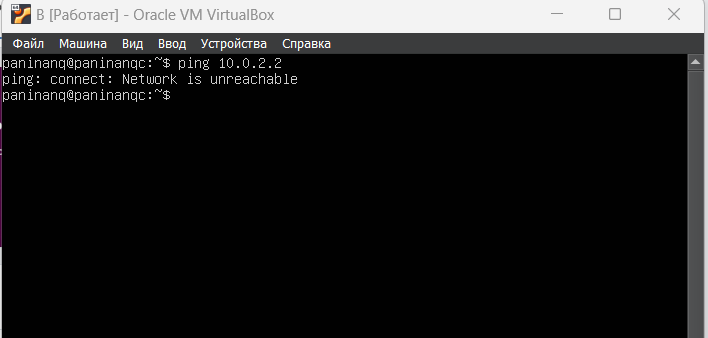 В [Работает] - Oracle VM VirtualBox
Файл Машина Вид Ввод Устройства Справка
paninanq@paninanqc:~$ ping 10.0.2.2
ping: connect: Network is unreachable
paninanq@paninanqc:~$